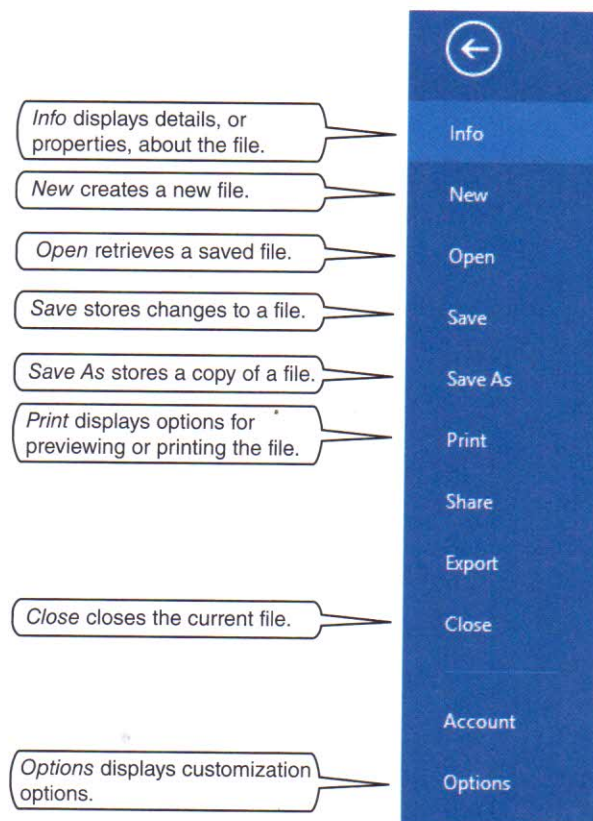 Info displays details, or
properties, about the file.
Info
New creates a new file.
New
Open retrieves a saved file.
Open
Save stores changes to a file.
Save
Save As stores a copy of a file.
Save As
Print displays options for
previewing or printing the file.
Print
Share
Export
Close closes the current file.
Close
Account
Options displays customization
options.
Options